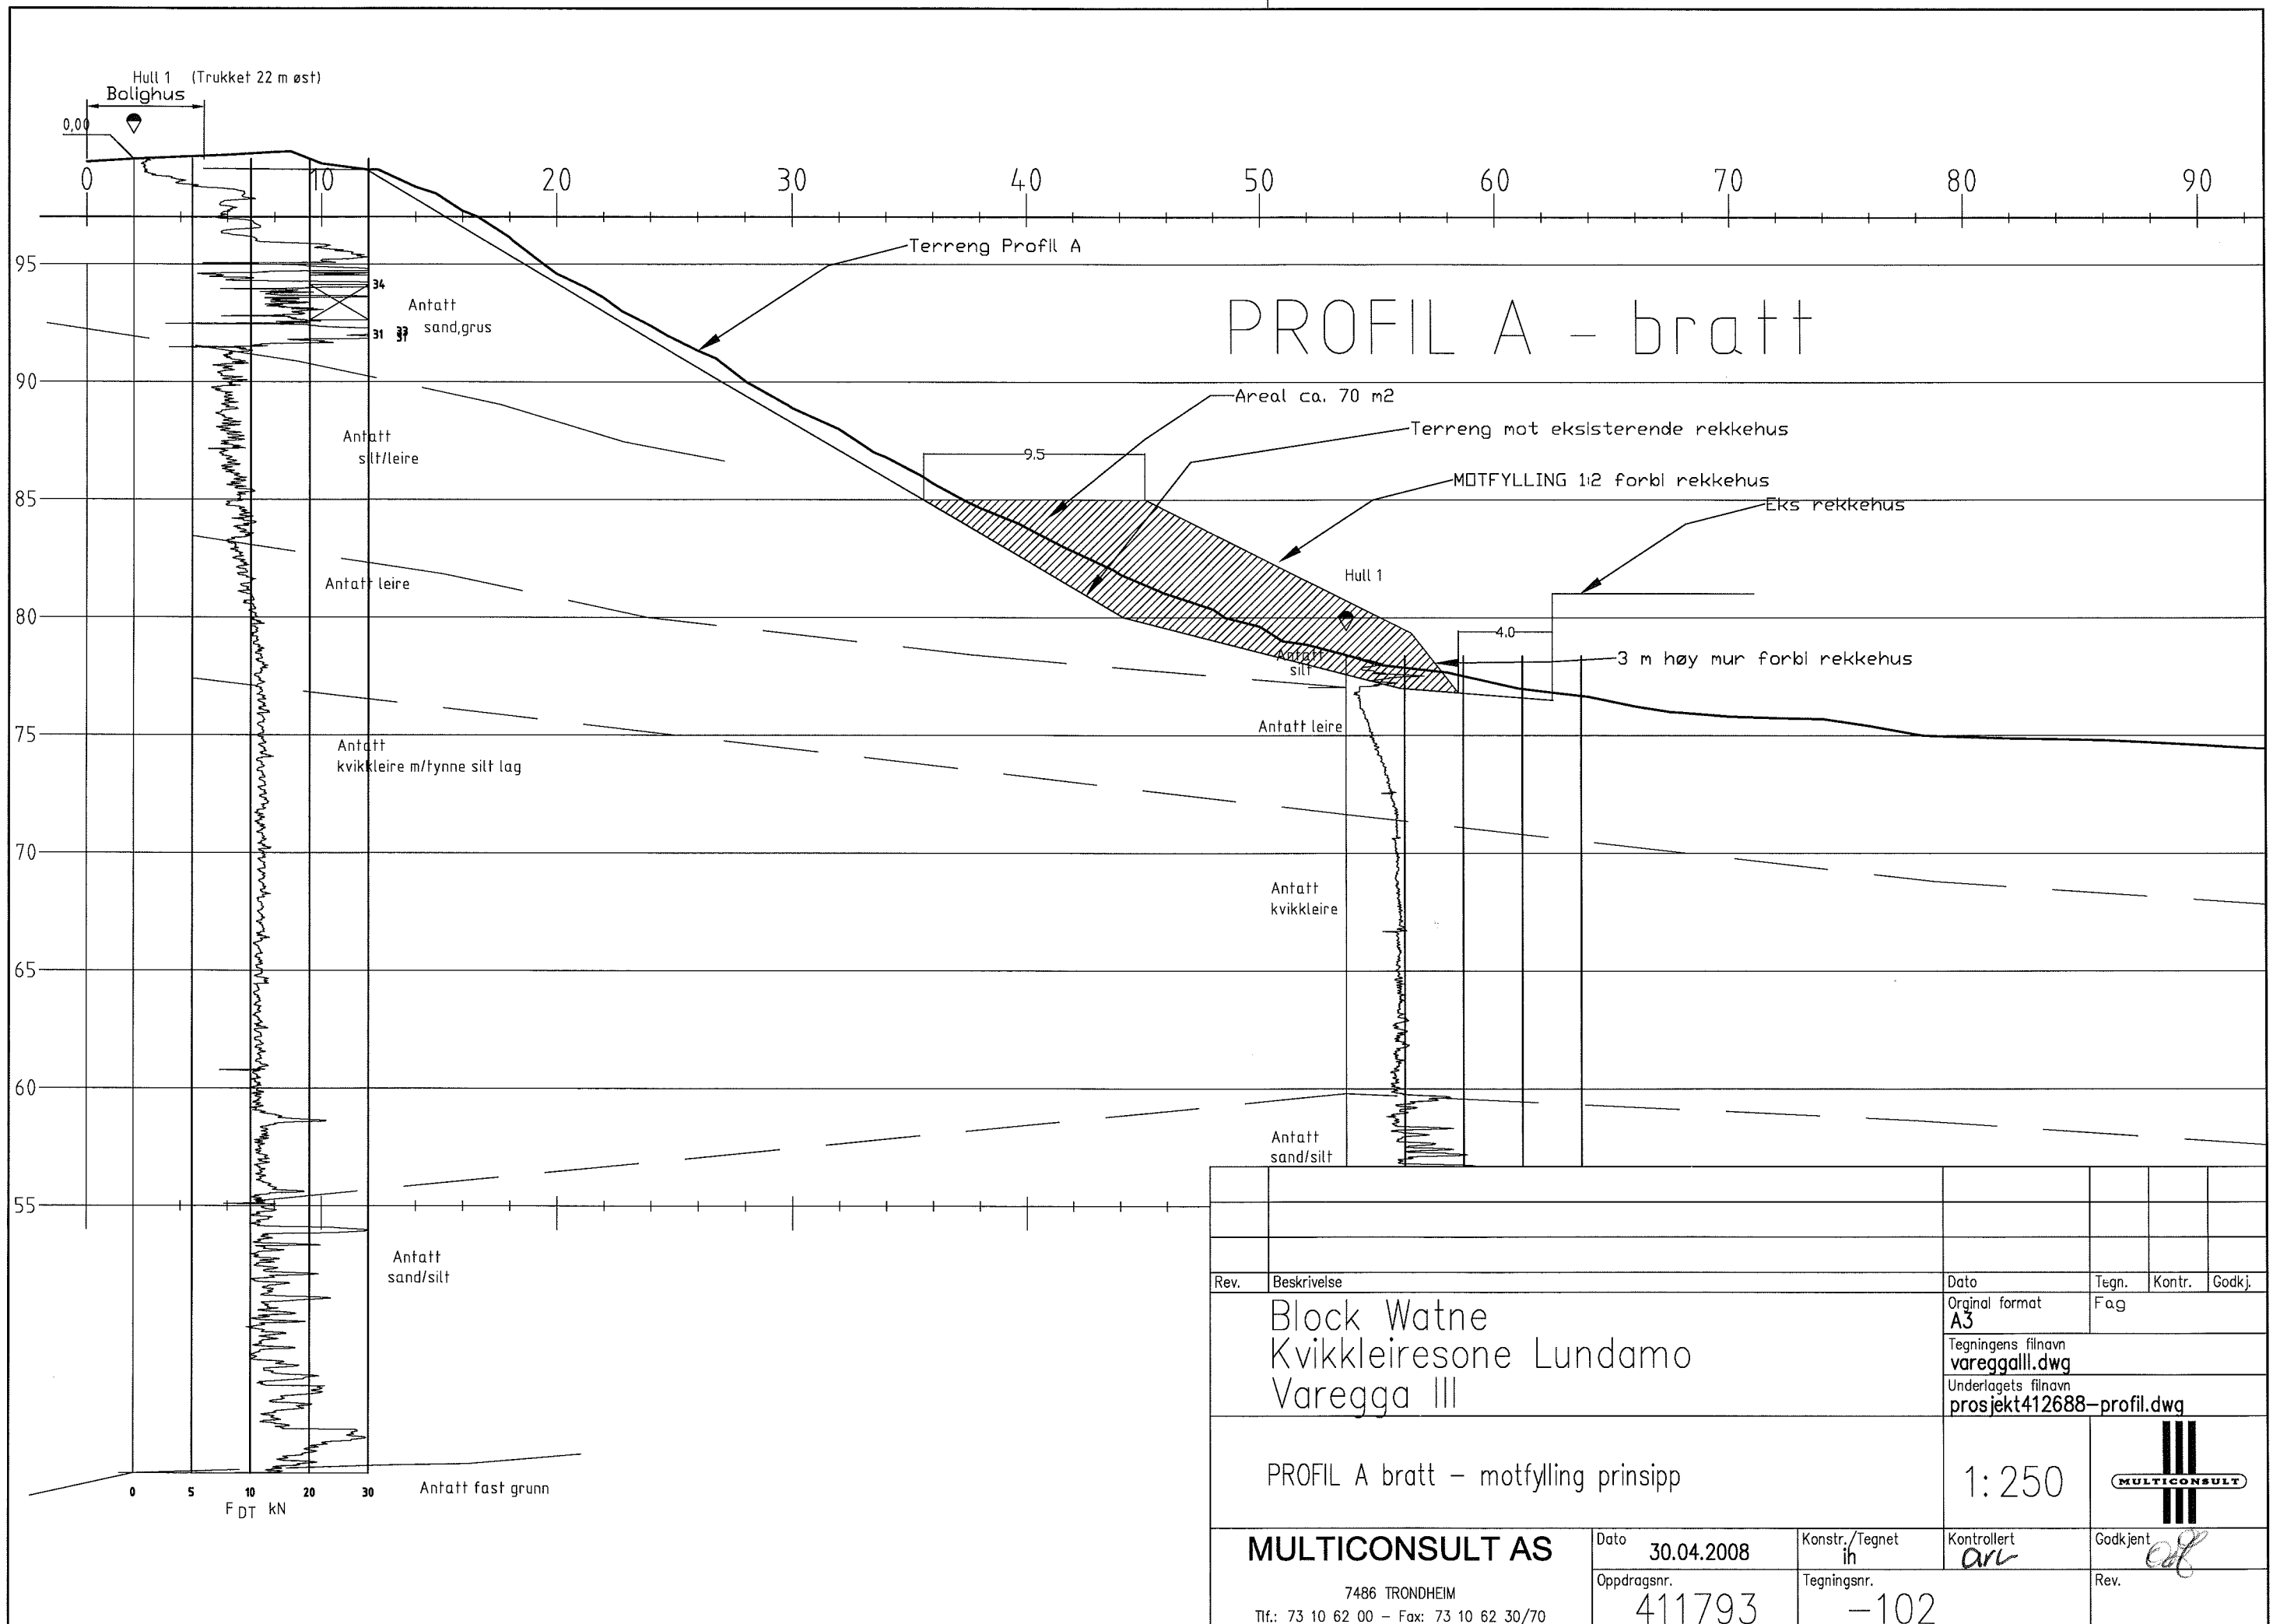 Hull 1 (Trukket 22 m øst)
Bolighus
0,00
0 10 20 30 40 50 60 70 80 90
Terreng Profil A
95
34
Antatt
sand,grus
31
PROFIL A - bratt
90
Areal ca. 70 m2
Terreng mot eksisterende rekkehus
Antatt
silt/leire
9.5
MOTFYLLING 1:2 forbi rekkehus
85
Eks rekkehus
Hull 1
Antatt leire
80
4.0
3 m høy mur forbi rekkehus
Antatt
silt
Antatt leire
75
Antatt
kvikkleire m/tynne silt lag
70
Antatt
kvikkleire
65
60
Antatt
sand/silt
55
Antatt
sand/silt
Antatt fast grunn
0 5 10 20 30
F DT kN
Rev. Beskrivelse Dato Tegn. Kontr. Godkj.
Block Watne
Kvikkleiresone Lundamo
Varegga III
Orginal format
A3
Fag
Tegningens filnavn
vareggaIII.dwg
Underlagets filnavn
prosjekt412688-profil.dwg
PROFIL A bratt - motfylling prinsipp
1:250
MULTICONSULT
MULTICONSULT AS
7486 TRONDHEIM
Tlf.: 73 10 62 00 - Fax: 73 10 62 30/70
Dato
30.04.2008
Konstr./Tegnet
ih
Kontrollert
Godkjent
Oppdragsnr.
411793
Tegningsnr.
-102
Rev.